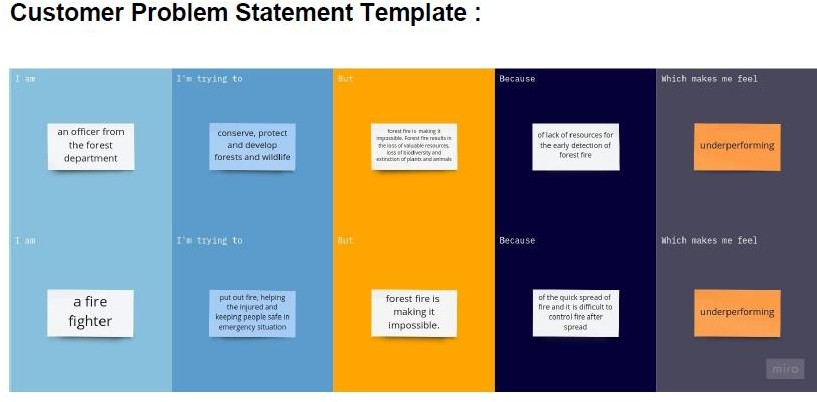 Customer Problem Statement Template :
I am
I'm trying to
But
Because
Which makes me feel
an officer from
the forest
department
conserve, protect
and develop
forests and wildlife
forest fire is making it
impossible. Forest fire results in
the loss of valuable resources,
loss of biodiversity and
extinction of plants and animals
of lack of resources for
the early detection of
forest fire
underperforming
I am
I'm trying to
But
Because
Which makes me feel
a fire
fighter
put out fire, helping
the injured and
keeping people safe in
emergency situation
forest fire is
making it
impossible.
of the quick spread of
fire and it is difficult to
control fire after
spread
underperforming
miro